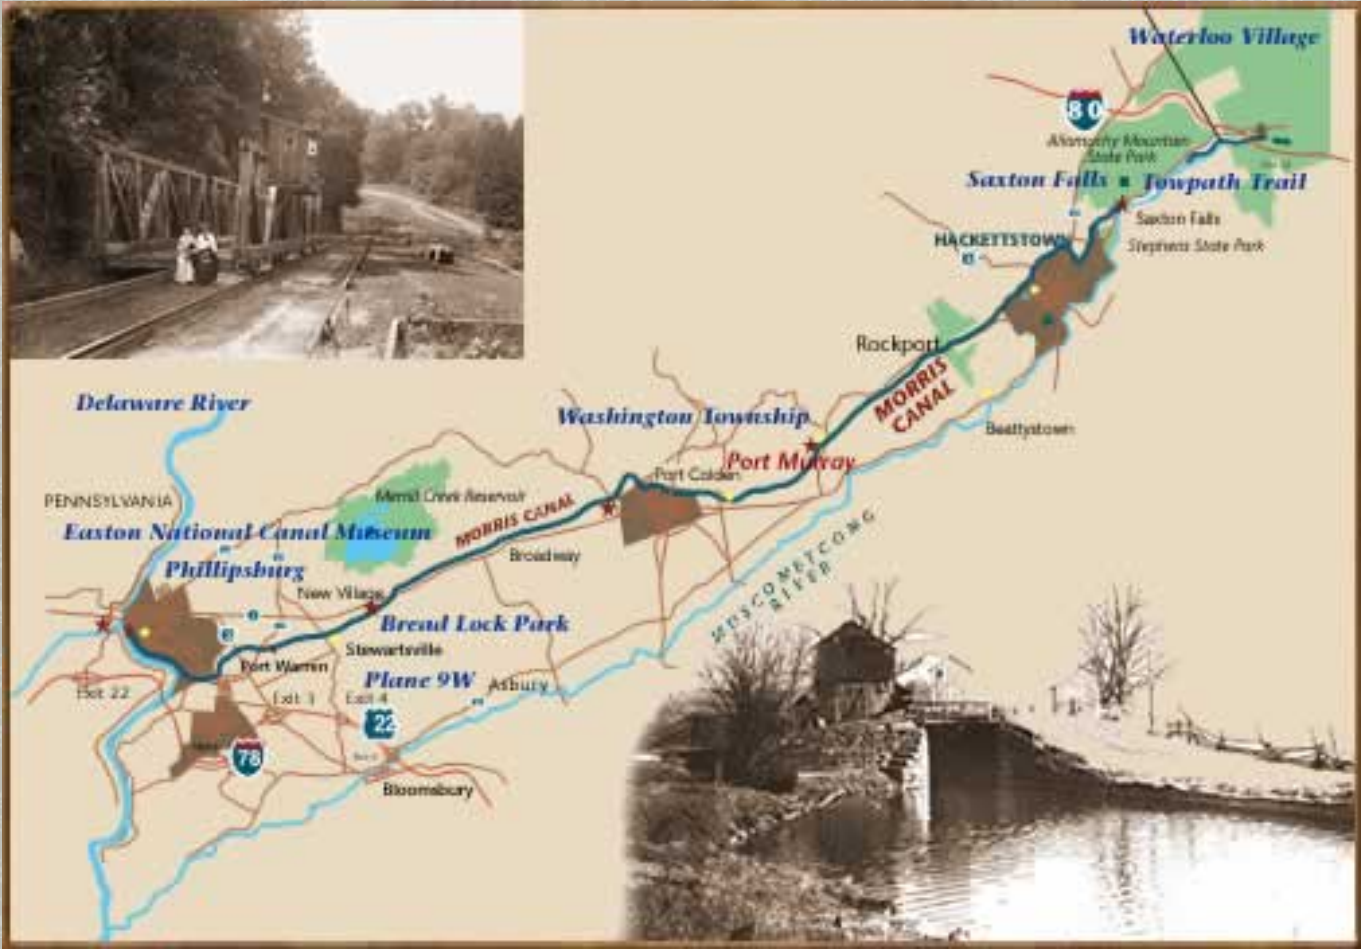 Waterloo Village
80
Allamuchy Mountain
State Park
Saxton Falls
Towpath Trail
Saxton Falls
HACKETTSTOWN
Stephens State Park
Rockport
MORRIS
CANAL
Delaware River
Washington Township
Beattystown
Port Murray
Port Colden
PENNSYLVANIA
Merrill Creek Reservoir
MORRIS CANAL
Easton National Canal Museum
Broadway
MUSCONETCONG
RIVER
Phillipsburg
New Village
Bread Lock Park
Stewartsville
Port Warren
Plane 9W
Asbury
Exit 22
Exit 3
Exit 4
22
78
Bloomsbury